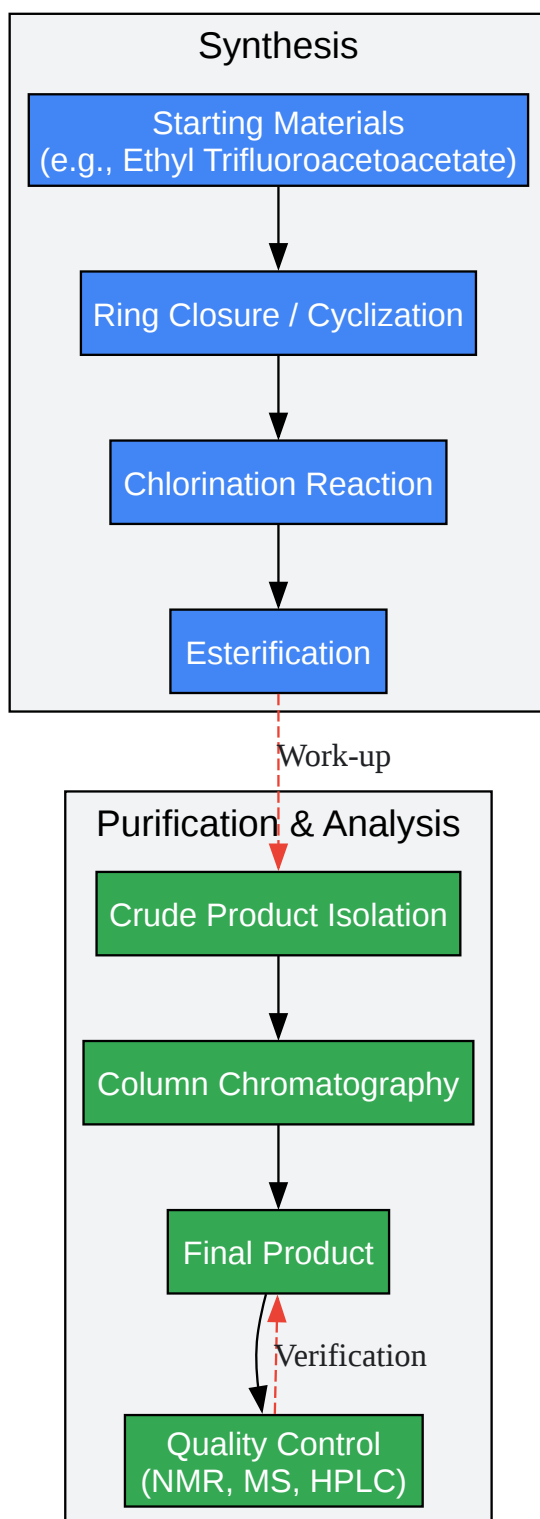 Synthesis
Starting Materials
(e.g., Ethyl Trifluoroacetoacetate)
Ring Closure / Cyclization
Chlorination Reaction
Esterification
Work-up
Purification & Analysis
Crude Product Isolation
Column Chromatography
Final Product
Verification
Quality Control
(NMR, MS, HPLC)